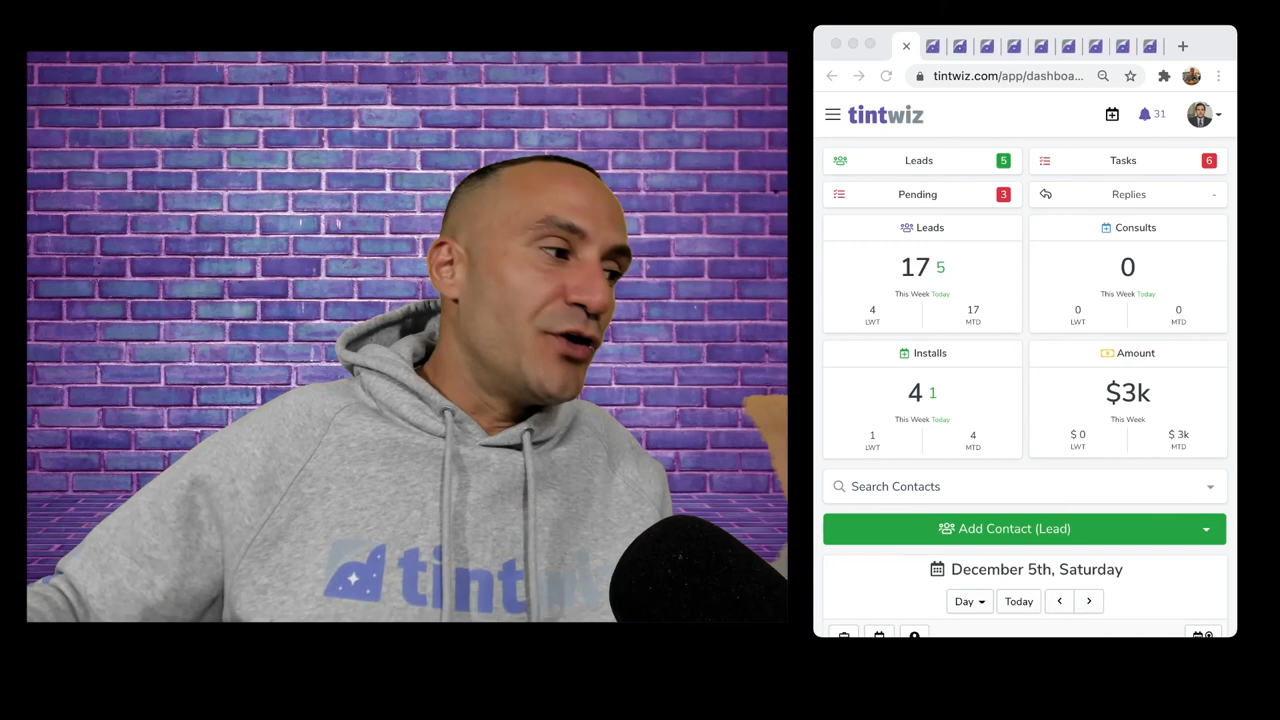 tint
tintwiz.com/app/dashboa...
tintwiz
31
Leads 5
Tasks 6
Pending 3
Replies -
Leads
17 5
This Week Today
4 17
LWT MTD
Consults
0
This Week Today
0 0
LWT MTD
Installs
4 1
This Week Today
1 4
LWT MTD
Amount
$3k
This Week
$ 0 $ 3k
LWT MTD
Search Contacts
Add Contact (Lead)
December 5th, Saturday
Day Today < >